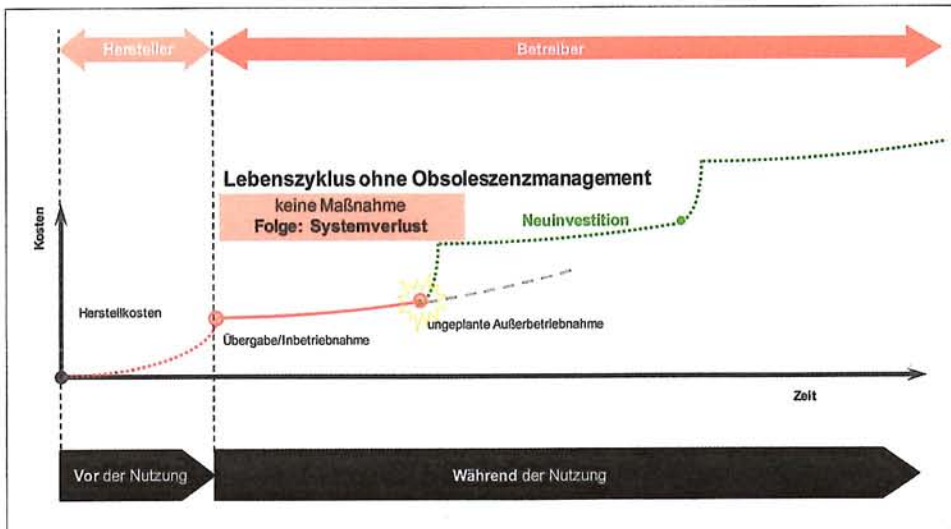 Hersteller
Betreiber
Lebenszyklus ohne Obsoleszenzmanagement
keine Maßnahme
Folge: Systemverlust
Neuinvestition
Kosten
Herstellkosten
Übergabe/Inbetriebnahme
ungeplante Außerbetriebnahme
Zeit
Vor der Nutzung
Während der Nutzung